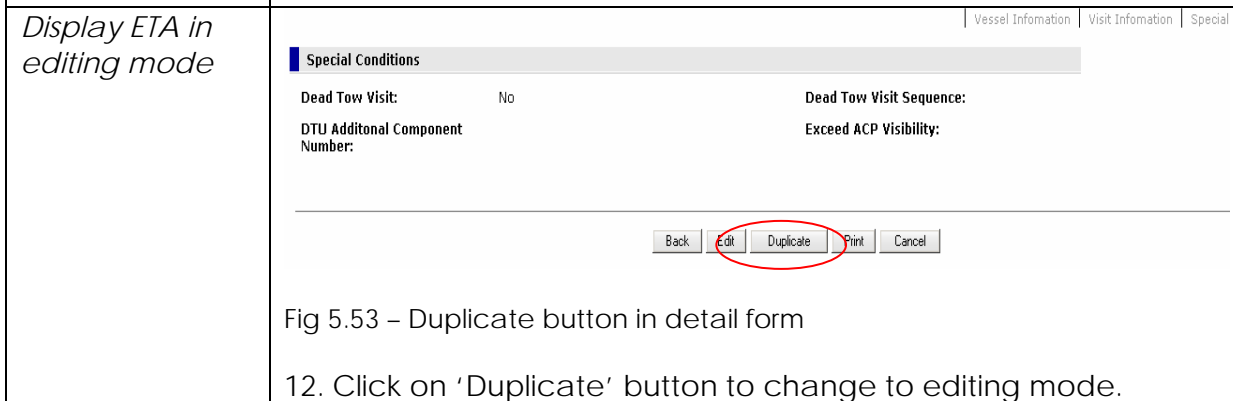 Display ETA in
editing mode
Vessel Infomation | Visit Infomation | Special
Special Conditions
Dead Tow Visit: No Dead Tow Visit Sequence:
DTU Additonal Component
Number:
Exceed ACP Visibility:
Back Edit Duplicate Print Cancel
Fig 5.53 – Duplicate button in detail form
12. Click on ‘Duplicate’ button to change to editing mode.